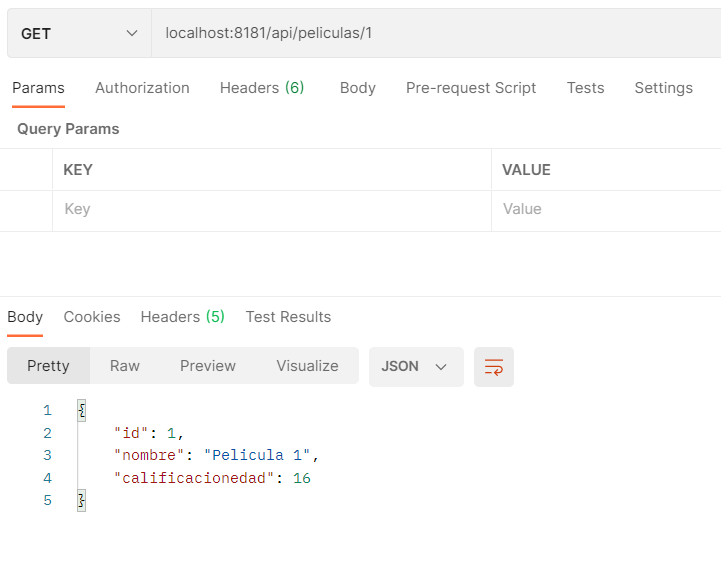 GET localhost:8181/api/peliculas/1
Params Authorization Headers (6) Body Pre-request Script Tests Settings
Query Params
KEY VALUE
Key Value
Body Cookies Headers (5) Test Results
Pretty Raw Preview Visualize JSON
1 {
2 "id": 1,
3 "nombre": "Pelicula 1",
4 "calificacionedad": 16
5 }